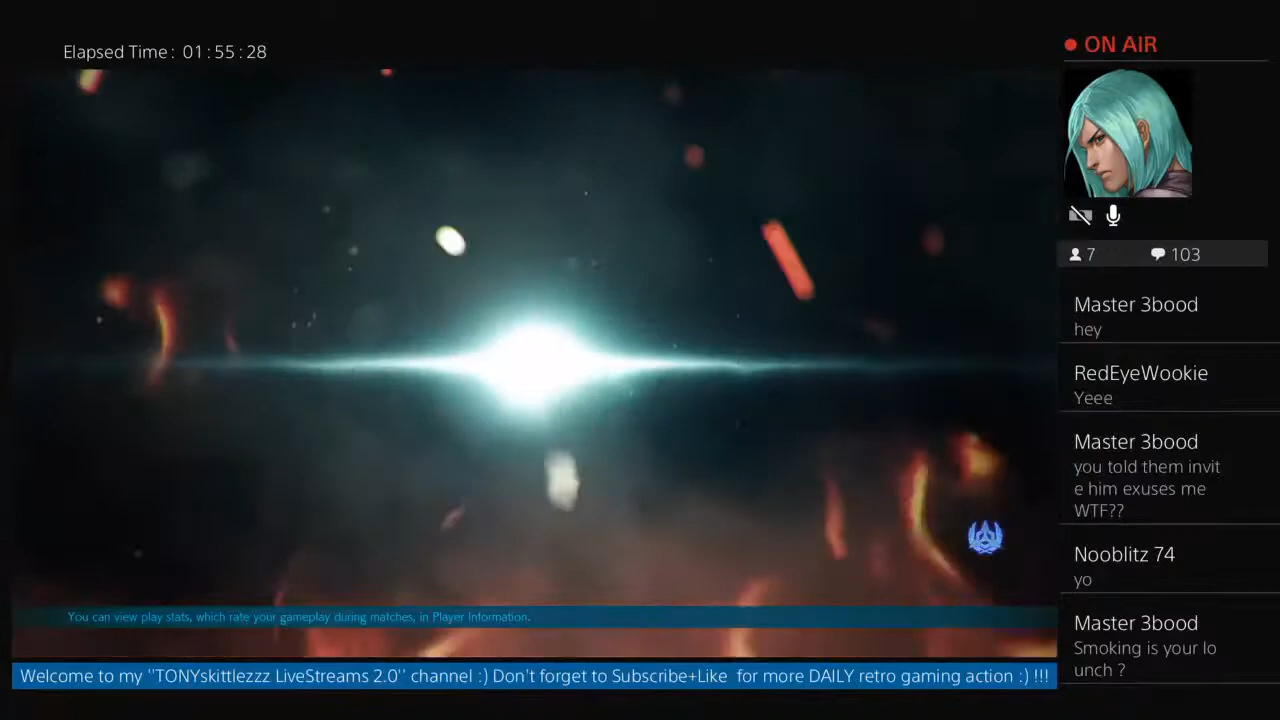 Elapsed Time: 01:55:28
ON AIR
7 103
Master 3bood
hey
RedEyeWookie
Yeee
Master 3bood
you told them invit
e him exuses me
WTF??
Nooblitz 74
yo
Master 3bood
Smoking is your lo
unch ?
You can view play stats, which rate your gameplay during matches, in Player Information.
Welcome to my "TONYskittlezzz LiveStreams 2.0" channel :) Don't forget to Subscribe+Like for more DAILY retro gaming action :) !!!